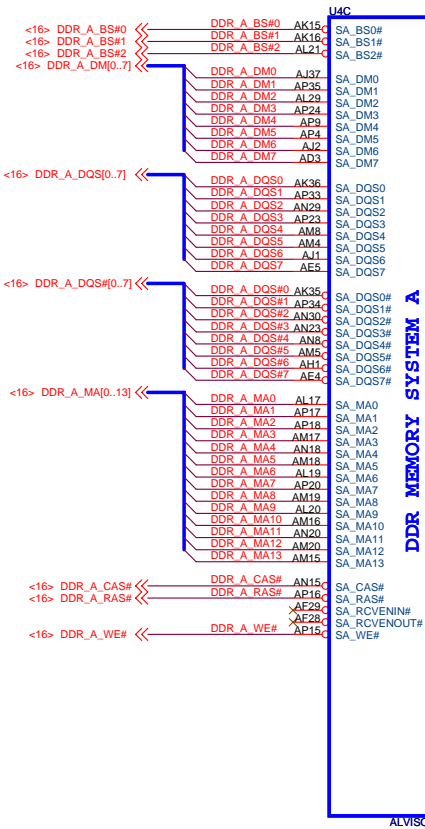 U4C
<16> DDR_A_BS#0 DDR_A_BS#0 AK15 SA_BS0#
<16> DDR_A_BS#1 DDR_A_BS#1 AK16 SA_BS1#
<16> DDR_A_BS#2 DDR_A_BS#2 AL21 SA_BS2#
<16> DDR_A_DM[0..7]
DDR_A_DM0 AJ37 SA_DM0
DDR_A_DM1 AP35 SA_DM1
DDR_A_DM2 AL29 SA_DM2
DDR_A_DM3 AP24 SA_DM3
DDR_A_DM4 AP9 SA_DM4
DDR_A_DM5 AP4 SA_DM5
DDR_A_DM6 AJ2 SA_DM6
DDR_A_DM7 AD3 SA_DM7
<16> DDR_A_DQS[0..7]
DDR_A_DQS0 AK36 SA_DQS0
DDR_A_DQS1 AP33 SA_DQS1
DDR_A_DQS2 AN29 SA_DQS2
DDR_A_DQS3 AP23 SA_DQS3
DDR_A_DQS4 AM8 SA_DQS4
DDR_A_DQS5 AM4 SA_DQS5
DDR_A_DQS6 AJ1 SA_DQS6
DDR_A_DQS7 AE5 SA_DQS7
<16> DDR_A_DQS#[0..7]
DDR_A_DQS#0 AK35 SA_DQS0#
DDR_A_DQS#1 AP34 SA_DQS1#
DDR_A_DQS#2 AN30 SA_DQS2#
DDR_A_DQS#3 AN23 SA_DQS3#
DDR_A_DQS#4 AN8 SA_DQS4#
DDR_A_DQS#5 AM5 SA_DQS5#
DDR_A_DQS#6 AH1 SA_DQS6#
DDR_A_DQS#7 AE4 SA_DQS7#
<16> DDR_A_MA[0..13]
DDR_A_MA0 AL17 SA_MA0
DDR_A_MA1 AP17 SA_MA1
DDR_A_MA2 AP18 SA_MA2
DDR_A_MA3 AM17 SA_MA3
DDR_A_MA4 AN18 SA_MA4
DDR_A_MA5 AM18 SA_MA5
DDR_A_MA6 AL19 SA_MA6
DDR_A_MA7 AP20 SA_MA7
DDR_A_MA8 AM19 SA_MA8
DDR_A_MA9 AL20 SA_MA9
DDR_A_MA10 AM16 SA_MA10
DDR_A_MA11 AN20 SA_MA11
DDR_A_MA12 AM20 SA_MA12
DDR_A_MA13 AM15 SA_MA13
<16> DDR_A_CAS# DDR_A_CAS# AN15 SA_CAS#
<16> DDR_A_RAS# DDR_A_RAS# AP16 SA_RAS#
AF29 SA_RCVENIN#
AF28 SA_RCVENOUT#
<16> DDR_A_WE# DDR_A_WE# AP15 SA_WE#
DDR MEMORY SYSTEM A
ALVISO